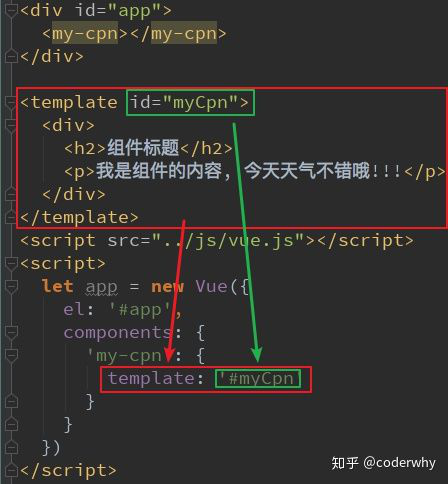 <div id="app">
<my-cpn></my-cpn>
</div>
<template id="myCpn">
<div>
<h2>组件标题</h2>
<p>我是组件的内容, 今天天气不错哦!!!</p>
</div>
</template>
<script src="../js/vue.js"></script>
<script>
let app = new Vue({
el: '#app',
components: {
'my-cpn': {
template: '#myCpn'
}
}
})
</script>
知乎 @coderwhy